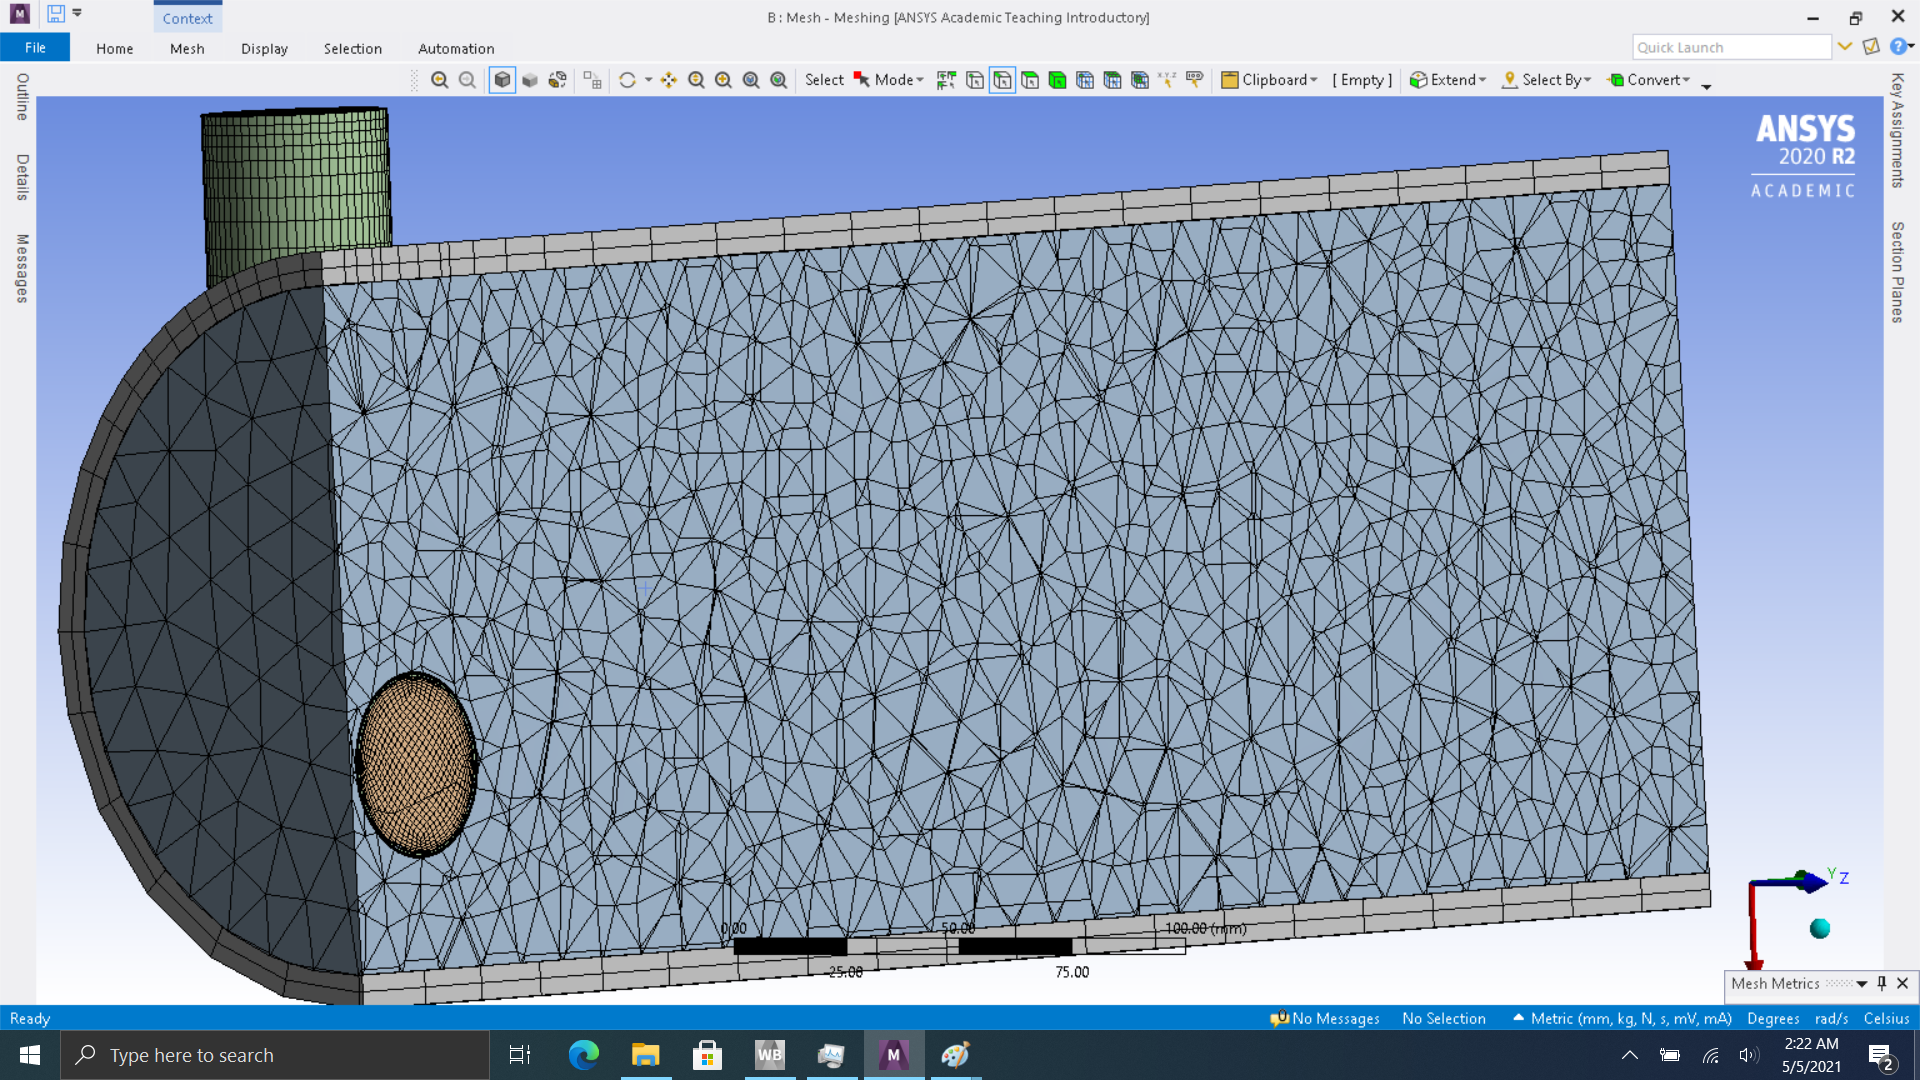 M
Context
B : Mesh - Meshing [ANSYS Academic Teaching Introductory]
File
Home
Mesh
Display
Selection
Automation
Quick Launch
Select
Mode
Clipboard
[ Empty ]
Extend
Select By
Convert
Outline
Details
Messages
Key Assignments
Section Planes
ANSYS
2020 R2
ACADEMIC
0.00
50.00
100.00 (mm)
25.00
75.00
Y
Z
Mesh Metrics
Ready
0
No Messages
No Selection
Metric (mm, kg, N, s, mV, mA)
Degrees
rad/s
Celsius
Type here to search
WB
M
2:22 AM
5/5/2021
2